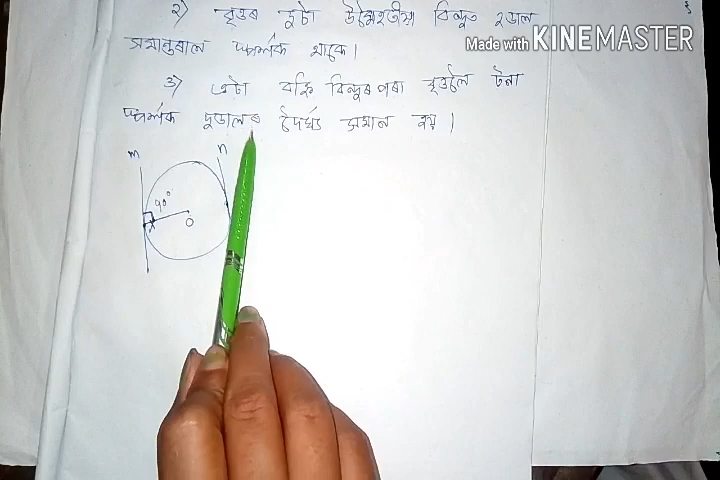 ২) বৃত্তৰ দুটা উমৈহতীয়া বিন্দুত দুডাল
সমান্তৰাল স্পৰ্শক থাকে।
Made with KINEMASTER
৩) এটা বহিঃ বিন্দুৰপৰা বৃত্তলৈ টনা
স্পৰ্শক দুডালৰ দৈৰ্ঘ্য সমান হয়।
m n
90°
O